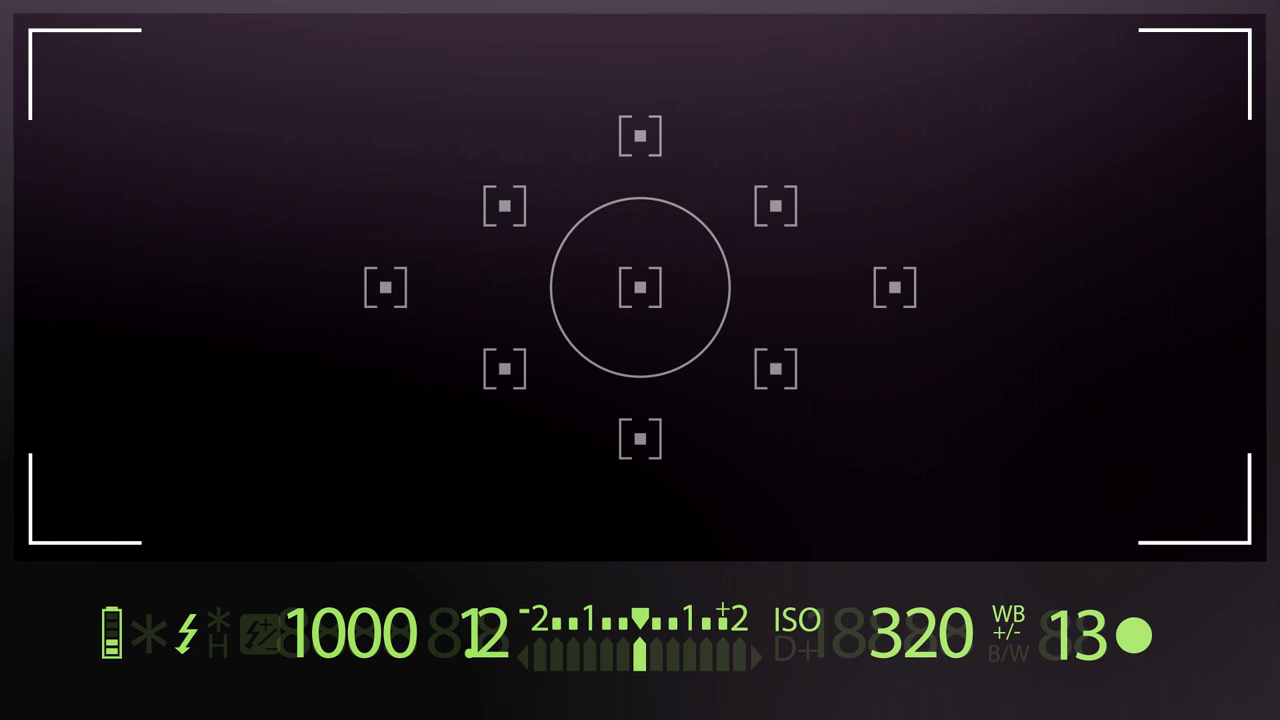 1000 12 -2..1..▼..1..+2 ISO 320 WB +/- 13
* H D+ B/W